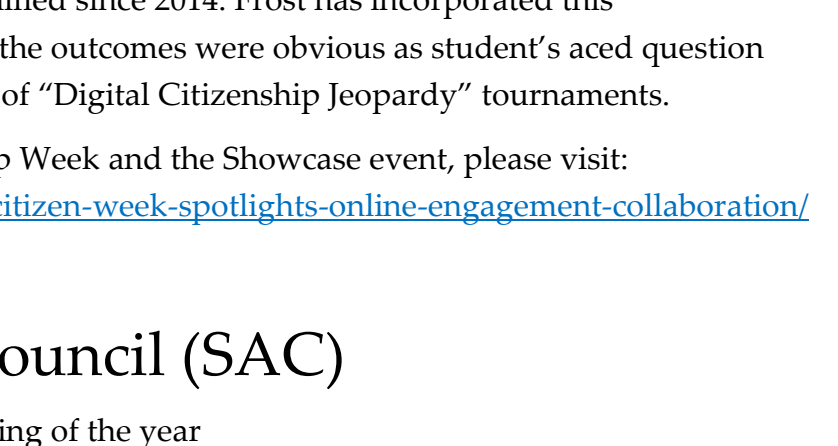 since 2014. Frost has incorporated this
the outcomes were obvious as student's aced question
of “Digital Citizenship Jeopardy” tournaments.
Week and the Showcase event, please visit:
citizen-week-spotlights-online-engagement-collaboration/
ouncil (SAC)
ing of the year